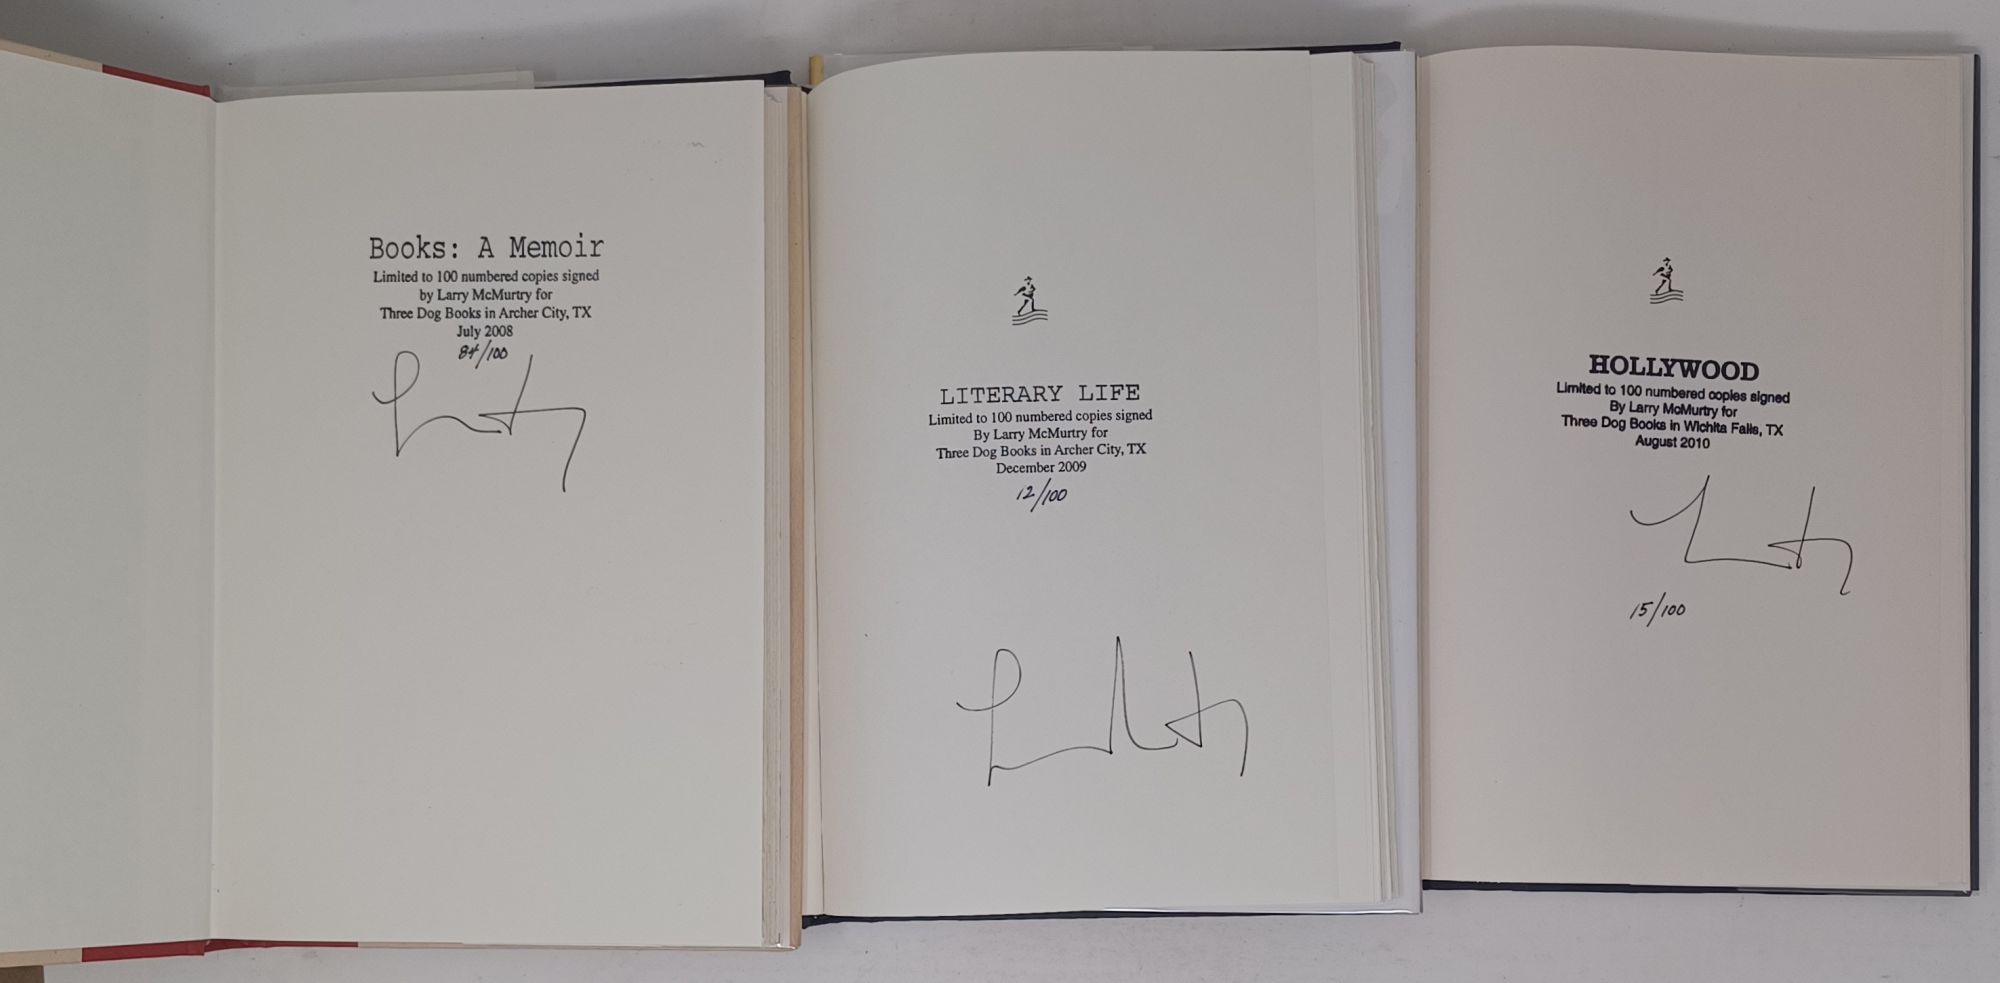 Books: A Memoir
Limited to 100 numbered copies signed
by Larry McMurtry for
Three Dog Books in Archer City, TX
July 2008
84/100
LITERARY LIFE
Limited to 100 numbered copies signed
By Larry McMurtry for
Three Dog Books in Archer City, TX
December 2009
12/100
HOLLYWOOD
Limited to 100 numbered copies signed
By Larry McMurtry for
Three Dog Books in Wichita Falls, TX
August 2010
15/100